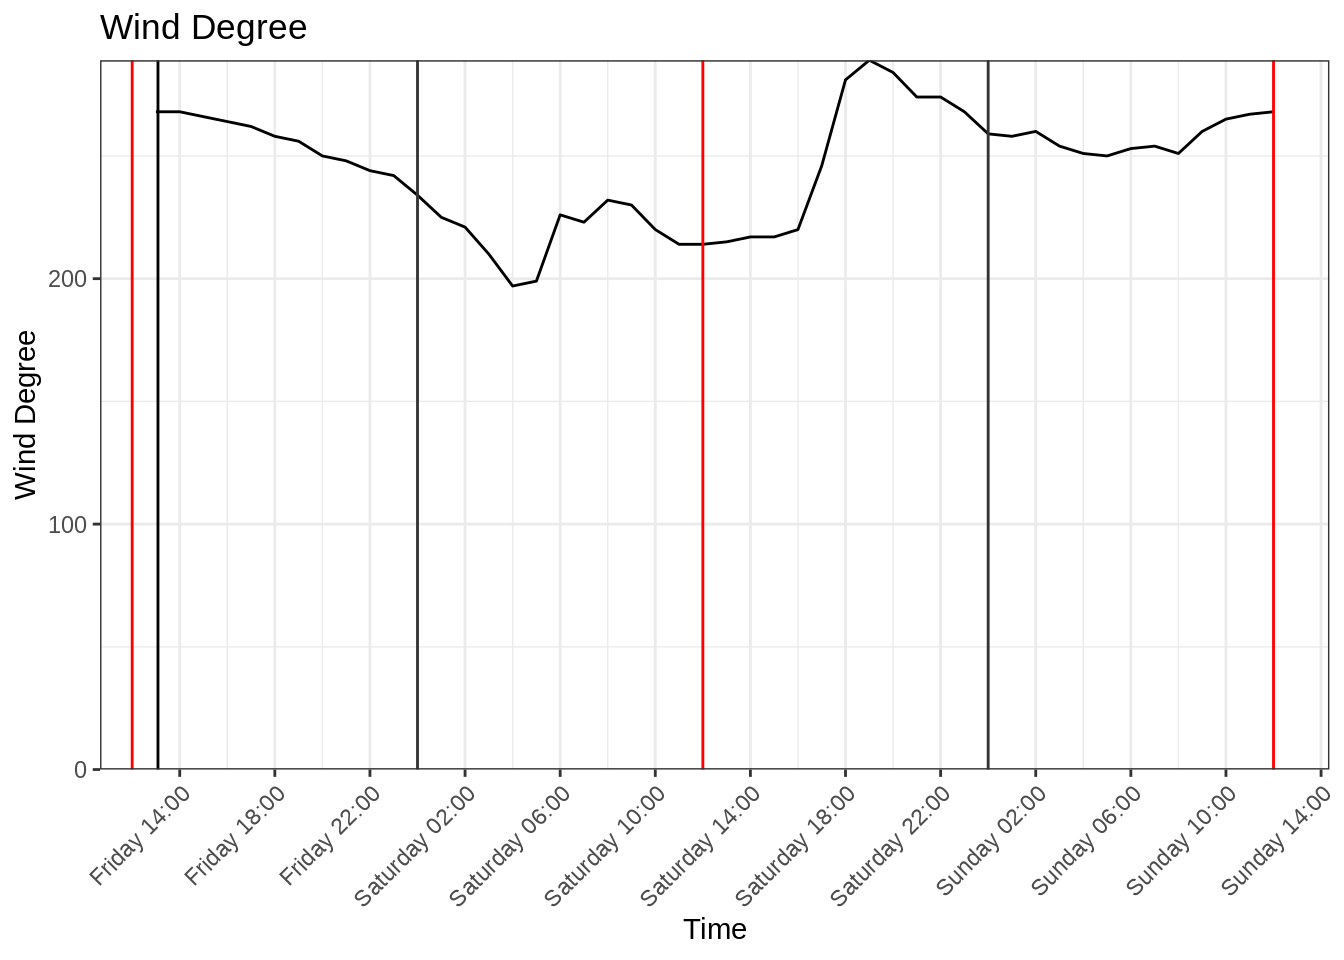 Wind Degree
Wind Degree
200
100
0
Friday 14:00
Friday 18:00
Friday 22:00
Saturday 02:00
Saturday 06:00
Saturday 10:00
Saturday 14:00
Saturday 18:00
Saturday 22:00
Sunday 02:00
Sunday 06:00
Sunday 10:00
Sunday 14:00
Time